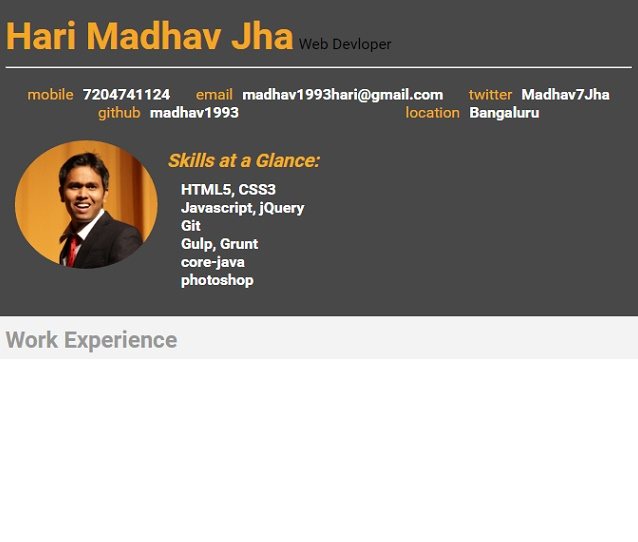 Hari Madhav Jha Web Devloper
mobile 7204741124 email madhav1993hari@gmail.com twitter Madhav7Jha
github madhav1993 location Bangaluru
Skills at a Glance:
HTML5, CSS3
Javascript, jQuery
Git
Gulp, Grunt
core-java
photoshop
Work Experience